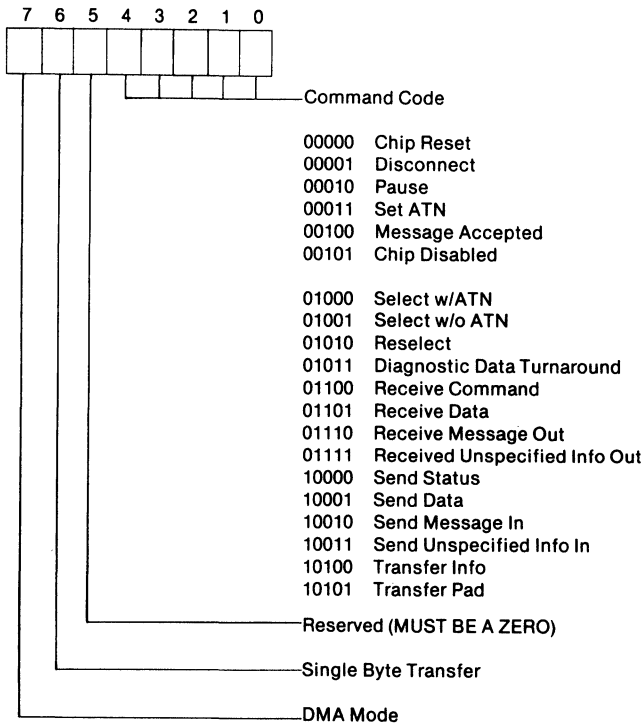 7 6 5 4 3 2 1 0
Command Code
00000 Chip Reset
00001 Disconnect
00010 Pause
00011 Set ATN
00100 Message Accepted
00101 Chip Disabled
01000 Select w/ATN
01001 Select w/o ATN
01010 Reselect
01011 Diagnostic Data Turnaround
01100 Receive Command
01101 Receive Data
01110 Receive Message Out
01111 Received Unspecified Info Out
10000 Send Status
10001 Send Data
10010 Send Message In
10011 Send Unspecified Info In
10100 Transfer Info
10101 Transfer Pad
Reserved (MUST BE A ZERO)
Single Byte Transfer
DMA Mode